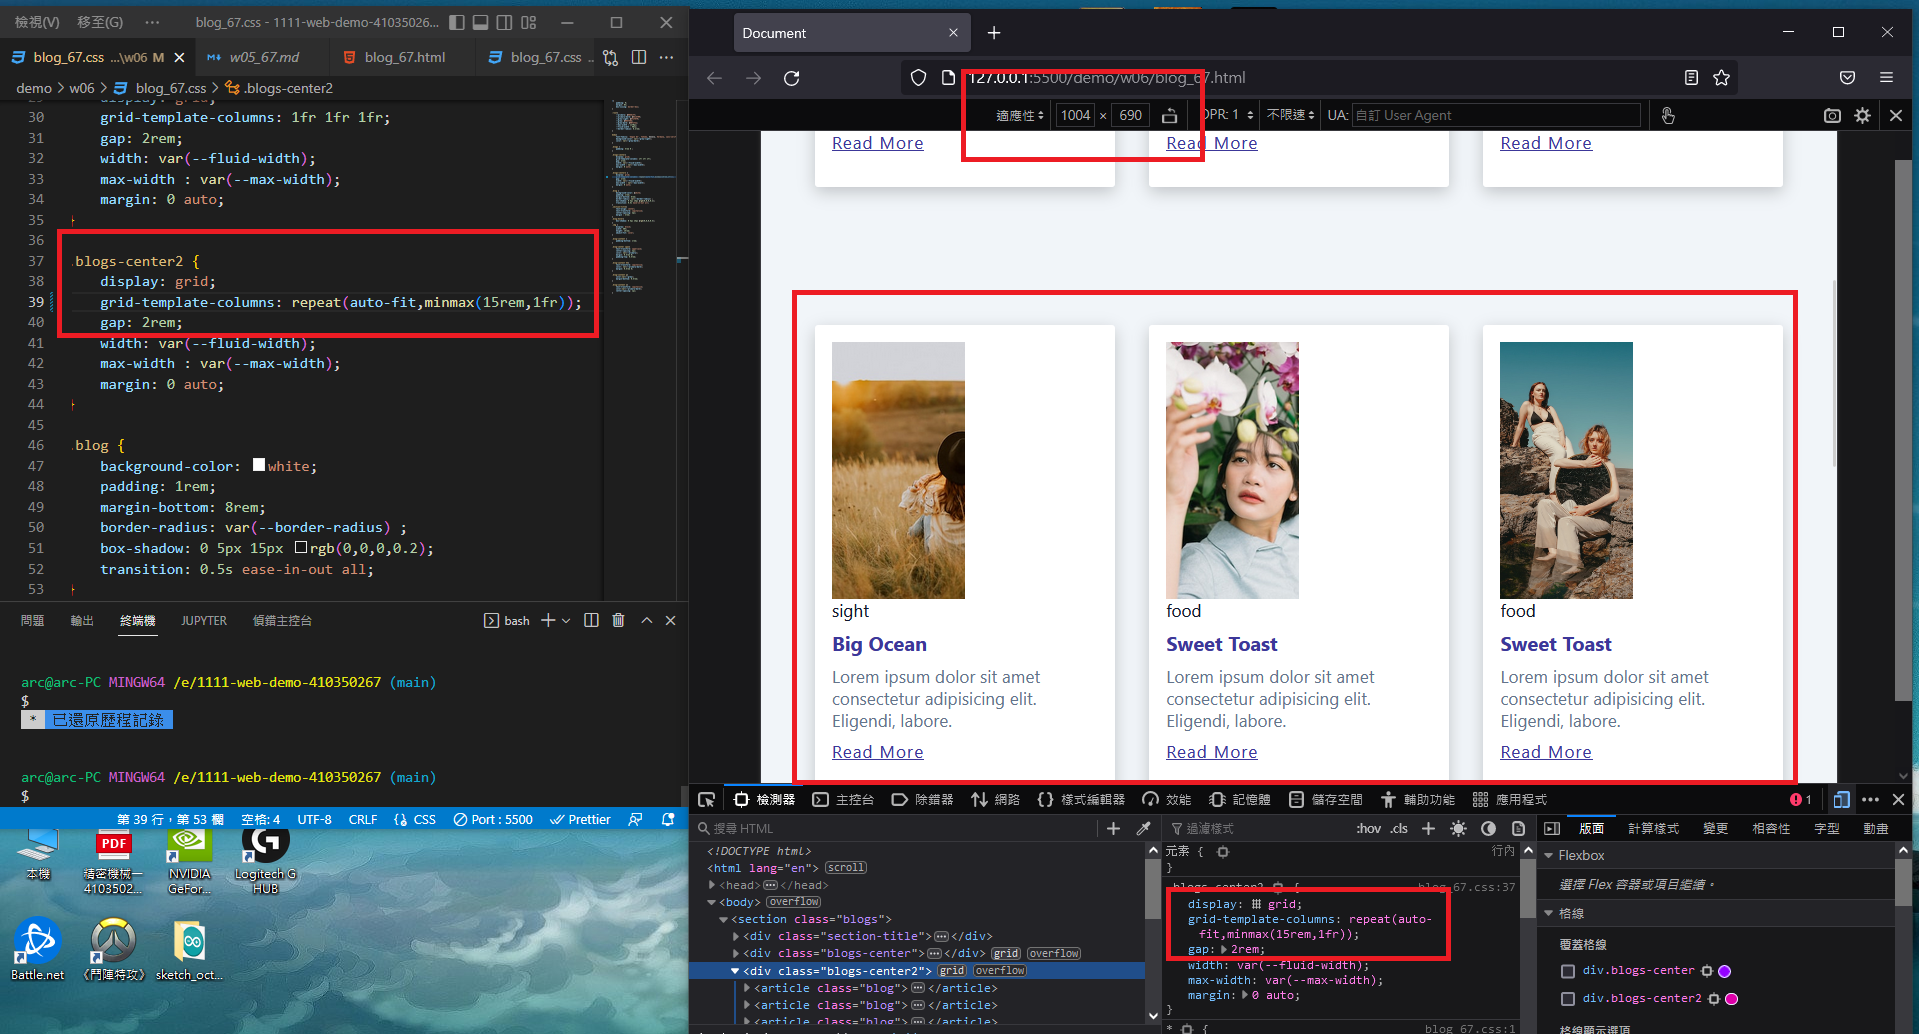 檢視(V) 移至(G) ··· blog_67.css - 1111-web-demo-41035026...
blog_67.css ...\w06 M
w05_67.md
blog_67.html
blog_67.css ...
demo > w06 > blog_67.css > .blogs-center2
30 grid-template-columns: 1fr 1fr 1fr;
31 gap: 2rem;
32 width: var(--fluid-width);
33 max-width : var(--max-width);
34 margin: 0 auto;
35 }
36
37 .blogs-center2 {
38 display: grid;
39 grid-template-columns: repeat(auto-fit,minmax(15rem,1fr));
40 gap: 2rem;
41 width: var(--fluid-width);
42 max-width : var(--max-width);
43 margin: 0 auto;
44 }
45
46 .blog {
47 background-color: white;
48 padding: 1rem;
49 margin-bottom: 8rem;
50 border-radius: var(--border-radius) ;
51 box-shadow: 0 5px 15px rgb(0,0,0,0.2);
52 transition: 0.5s ease-in-out all;
53 }
問題 輸出 終端機 JUPYTER 偵錯主控台 bash
arc@arc-PC MINGW64 /e/1111-web-demo-410350267 (main)
$
* 已還原歷程記錄
arc@arc-PC MINGW64 /e/1111-web-demo-410350267 (main)
$
第 39 行，第 53 欄 空格: 4 UTF-8 CRLF {} CSS Port : 5500 Prettier
本機
PDF
精密機械一
4103502...
NVIDIA
GeFor...
Logitech G
HUB
Battle.net
《鬥陣特攻》
sketch_oct...
Document
127.0.0.1:5500/demo/w06/blog_67.html
適應性 1004 × 690 DPR: 1 不限速 UA: 自訂 User Agent
Read More
Read More
Read More
sight
Big Ocean
Lorem ipsum dolor sit amet
consectetur adipisicing elit.
Eligendi, labore.
Read More
food
Sweet Toast
Lorem ipsum dolor sit amet
consectetur adipisicing elit.
Eligendi, labore.
Read More
food
Sweet Toast
Lorem ipsum dolor sit amet
consectetur adipisicing elit.
Eligendi, labore.
Read More
檢測器 主控台 除錯器 網路 樣式編輯器 效能 記憶體 儲存空間 輔助功能 應用程式 1
搜尋 HTML
<!DOCTYPE html>
<html lang="en"> scroll
<head> ··· </head>
<body> overflow
<section class="blogs">
<div class="section-title"> ··· </div>
<div class="blogs-center"> ··· </div> grid overflow
<div class="blogs-center2"> grid overflow
<article class="blog"> ··· </article>
<article class="blog"> ··· </article>
<article class="blog"> ··· </article>
過濾樣式 :hov .cls
元素 { 行內
}
.blogs-center2 { blog_67.css:37
display: grid;
grid-template-columns: repeat(auto-
fit,minmax(15rem,1fr));
gap: 2rem;
width: var(--fluid-width);
max-width: var(--max-width);
margin: 0 auto;
}
* { blog_67.css:1
版面 計算樣式 變更 相容性 字型 動畫
Flexbox
選擇 Flex 容器或項目繼續。
格線
覆蓋格線
div.blogs-center
div.blogs-center2
格線顯示選項